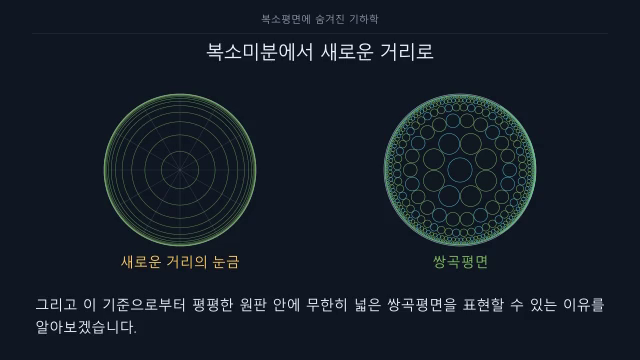 복소평면에 숨겨진 기하학
복소미분에서 새로운 거리로
새로운 거리의 눈금
쌍곡평면
그리고 이 기준으로부터 평평한 원판 안에 무한히 넓은 쌍곡평면을 표현할 수 있는 이유를
알아보겠습니다.